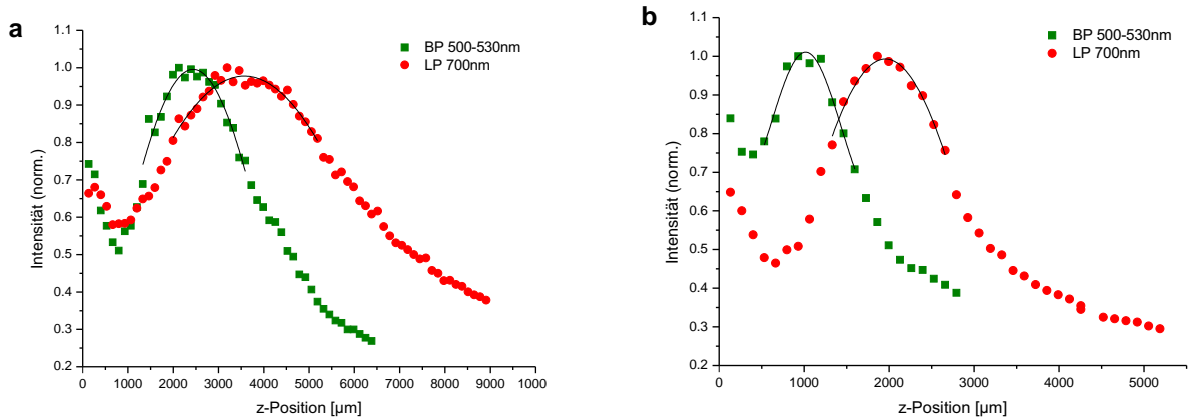 a
1.1
1.0
0.9
0.8
0.7
0.6
0.5
0.4
0.3
0.2
Intensität (norm.)
BP 500-530nm
LP 700nm
0 1000 2000 3000 4000 5000 6000 7000 8000 9000 1000
z-Position [µm]
b
1.1
1.0
0.9
0.8
0.7
0.6
0.5
0.4
0.3
0.2
Intensität (norm.)
BP 500-530nm
LP 700nm
0 1000 2000 3000 4000 5000
z-Position [µm]